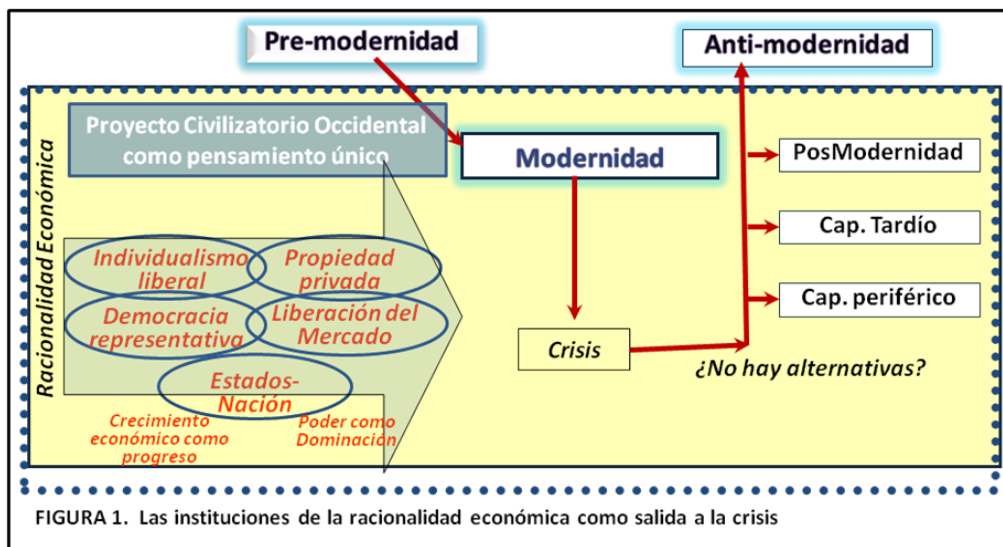 Pre-modernidad
Anti-modernidad
Proyecto Civilizatorio Occidental
como pensamiento único
Modernidad
PosModernidad
Cap. Tardío
Cap. periférico
Racionalidad Económica
Individualismo
liberal
Propiedad
privada
Democracia
representativa
Liberación del
Mercado
Estados-
Nación
Crecimiento
económico como
progreso
Poder como
Dominación
Crisis
¿No hay alternativas?
FIGURA 1. Las instituciones de la racionalidad económica como salida a la crisis